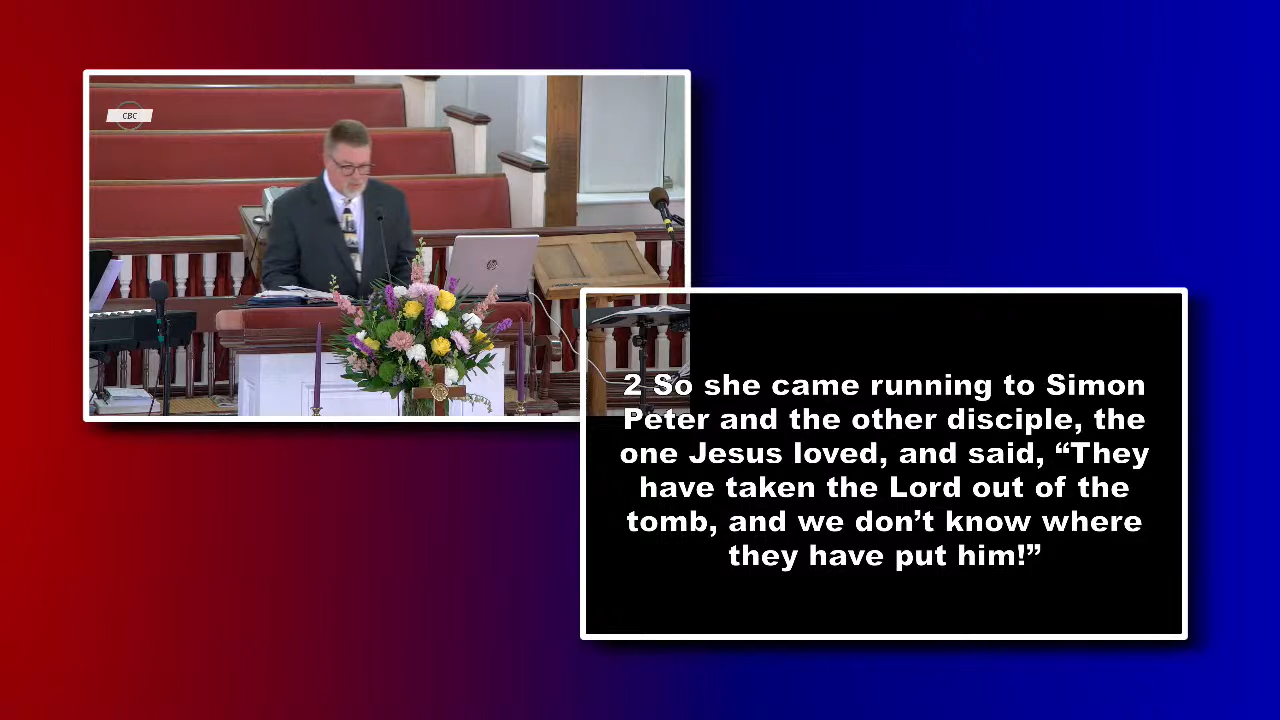 CBC
2 So she came running to Simon
Peter and the other disciple, the
one Jesus loved, and said, “They
have taken the Lord out of the
tomb, and we don’t know where
they have put him!”